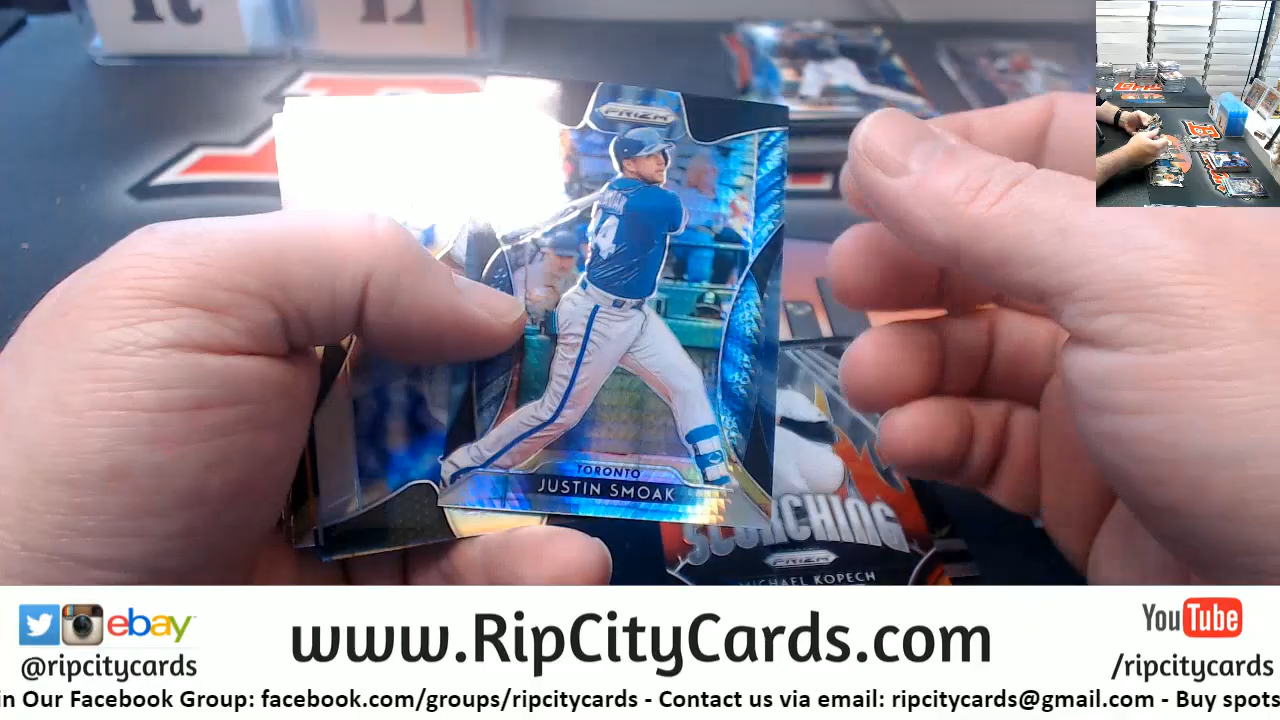 PRIZM
14
TORONTO
JUSTIN SMOAK
SCORCHING
PRIZM
MICHAEL KOPECH
ebay
@ripcitycards
www.RipCityCards.com
YouTube
/ripcitycards
in Our Facebook Group: facebook.com/groups/ripcitycards - Contact us via email: ripcitycards@gmail.com - Buy spots